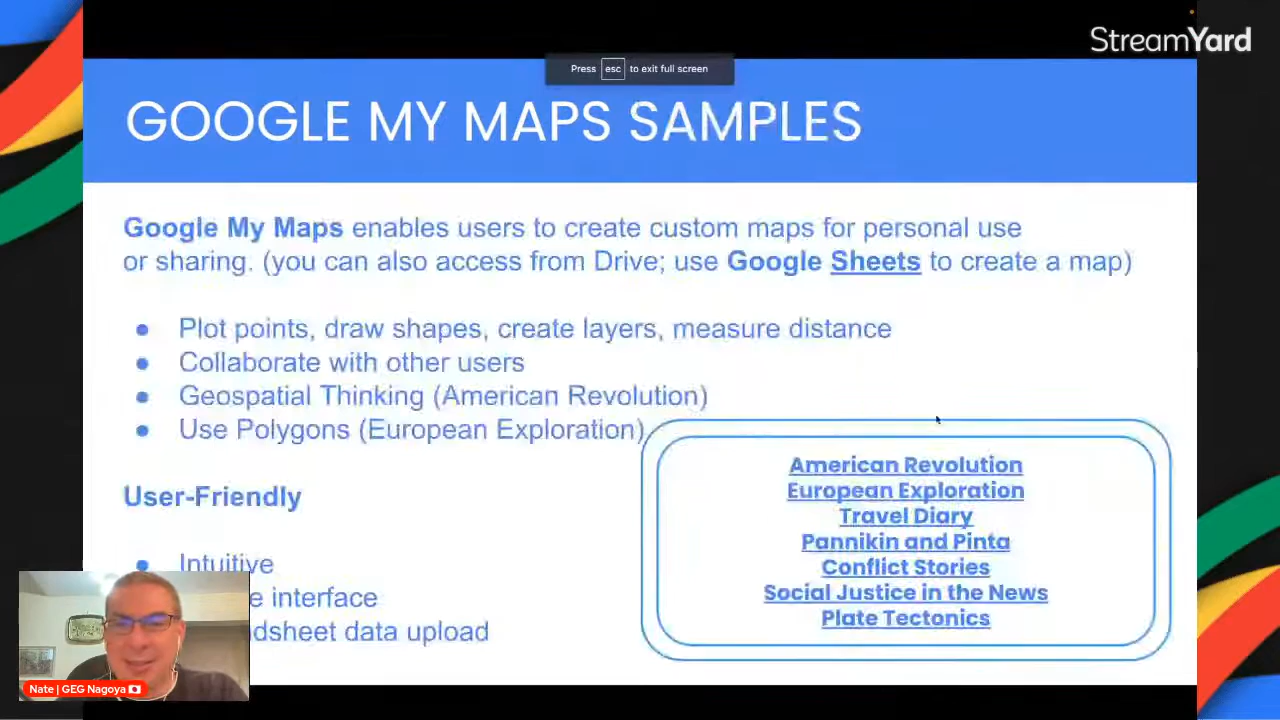 StreamYard
Press esc to exit full screen
GOOGLE MY MAPS SAMPLES
Google My Maps enables users to create custom maps for personal use
or sharing. (you can also access from Drive; use Google Sheets to create a map)
● Plot points, draw shapes, create layers, measure distance
● Collaborate with other users
● Geospatial Thinking (American Revolution)
● Use Polygons (European Exploration)
User-Friendly
● Intuitive
interface
data upload
American Revolution
European Exploration
Travel Diary
Pannikin and Pinta
Conflict Stories
Social Justice in the News
Plate Tectonics
Nate | GEG Nagoya 🇯🇵